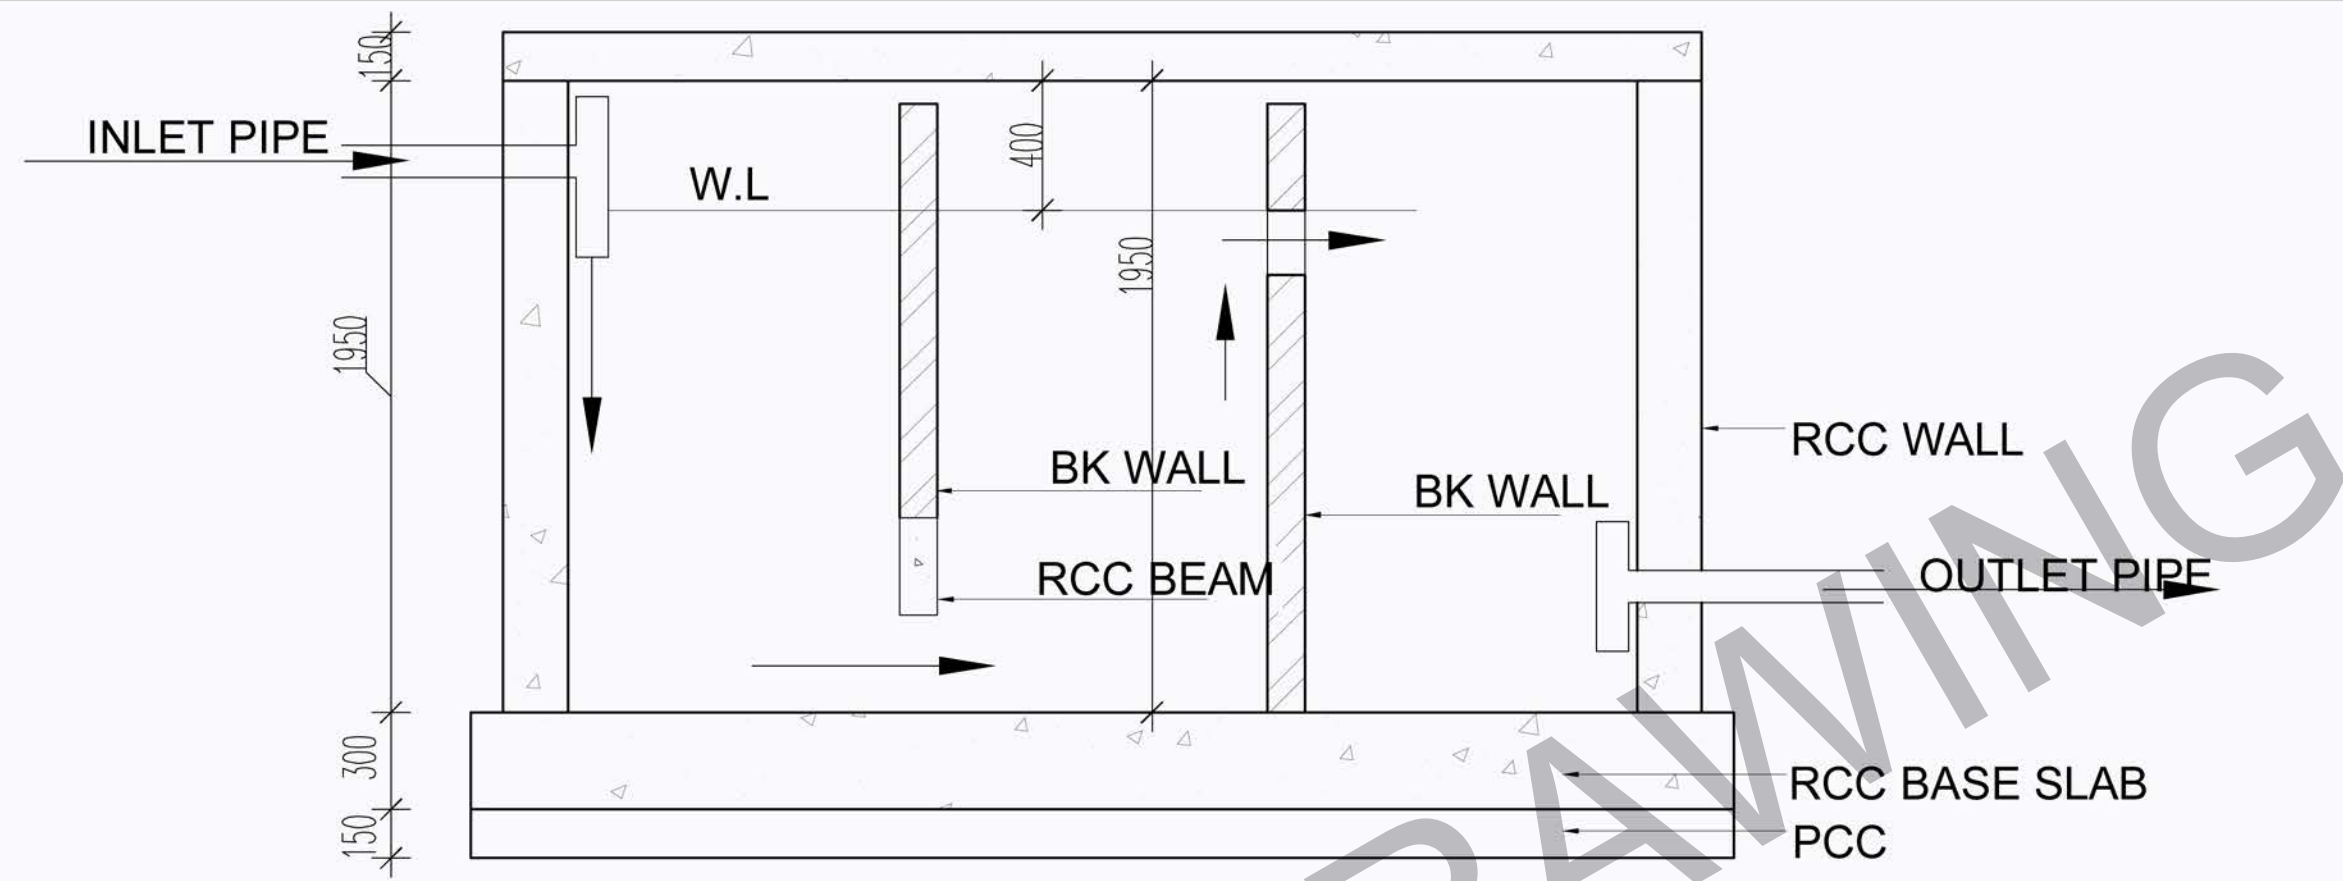 150
INLET PIPE
400
W.L
1950
1950
RCC WALL
BK WALL
BK WALL
RCC BEAM
OUTLET PIPE
300
RCC BASE SLAB
150
PCC